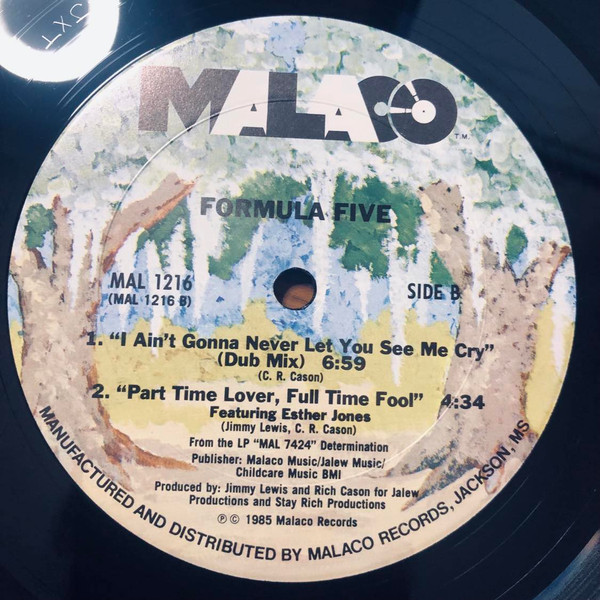 MALACO
T.M.
FORMULA FIVE
MAL 1216
(MAL 1216 B)
SIDE B
1. “I Ain't Gonna Never Let You See Me Cry”
(Dub Mix) 6:59
(C. R. Cason)
2. “Part Time Lover, Full Time Fool” 4:34
Featuring Esther Jones
(Jimmy Lewis, C. R. Cason)
From the LP “MAL 7424” Determination
Publisher: Malaco Music/Jalew Music/
Childcare Music BMI
Produced by: Jimmy Lewis and Rich Cason for Jalew
Productions and Stay Rich Productions
℗ © 1985 Malaco Records
MANUFACTURED AND DISTRIBUTED BY MALACO RECORDS, JACKSON, MS